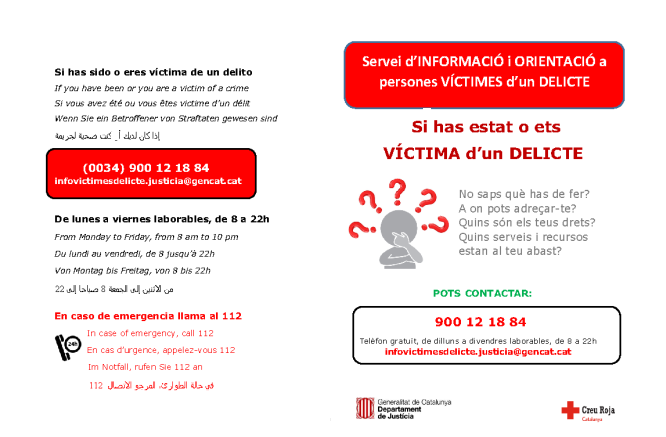 Si has sido o eres víctima de un delito
If you have been or you are a victim of a crime
Si vous avez été ou vous êtes victime d'un délit
Wenn Sie ein Betroffener von Straftaten gewesen sind
إذا كان لديك أو كنت ضحية لجريمة
(0034) 900 12 18 84
infovictimesdelicte.justicia@gencat.cat
De lunes a viernes laborables, de 8 a 22h
From Monday to Friday, from 8 am to 10 pm
Du lundi au vendredi, de 8 jusqu'à 22h
Von Montag bis Freitag, von 8 bis 22h
من الاثنين إلى الجمعة 8 صباحا إلى 22
En caso de emergencia llama al 112
In case of emergency, call 112
En cas d'urgence, appelez-vous 112
Im Notfall, rufen Sie 112 an
في حالة الطوارئ، المرجو الاتصال 112
24h
Servei d'INFORMACIÓ i ORIENTACIÓ a
persones VÍCTIMES d'un DELICTE
Si has estat o ets
VÍCTIMA d'un DELICTE
No saps què has de fer?
A on pots adreçar-te?
Quins són els teus drets?
Quins serveis i recursos
estan al teu abast?
POTS CONTACTAR:
900 12 18 84
Telèfon gratuït, de dilluns a divendres laborables, de 8 a 22h
infovictimesdelicte.justicia@gencat.cat
Generalitat de Catalunya
Departament
de Justícia
Creu Roja
Catalunya